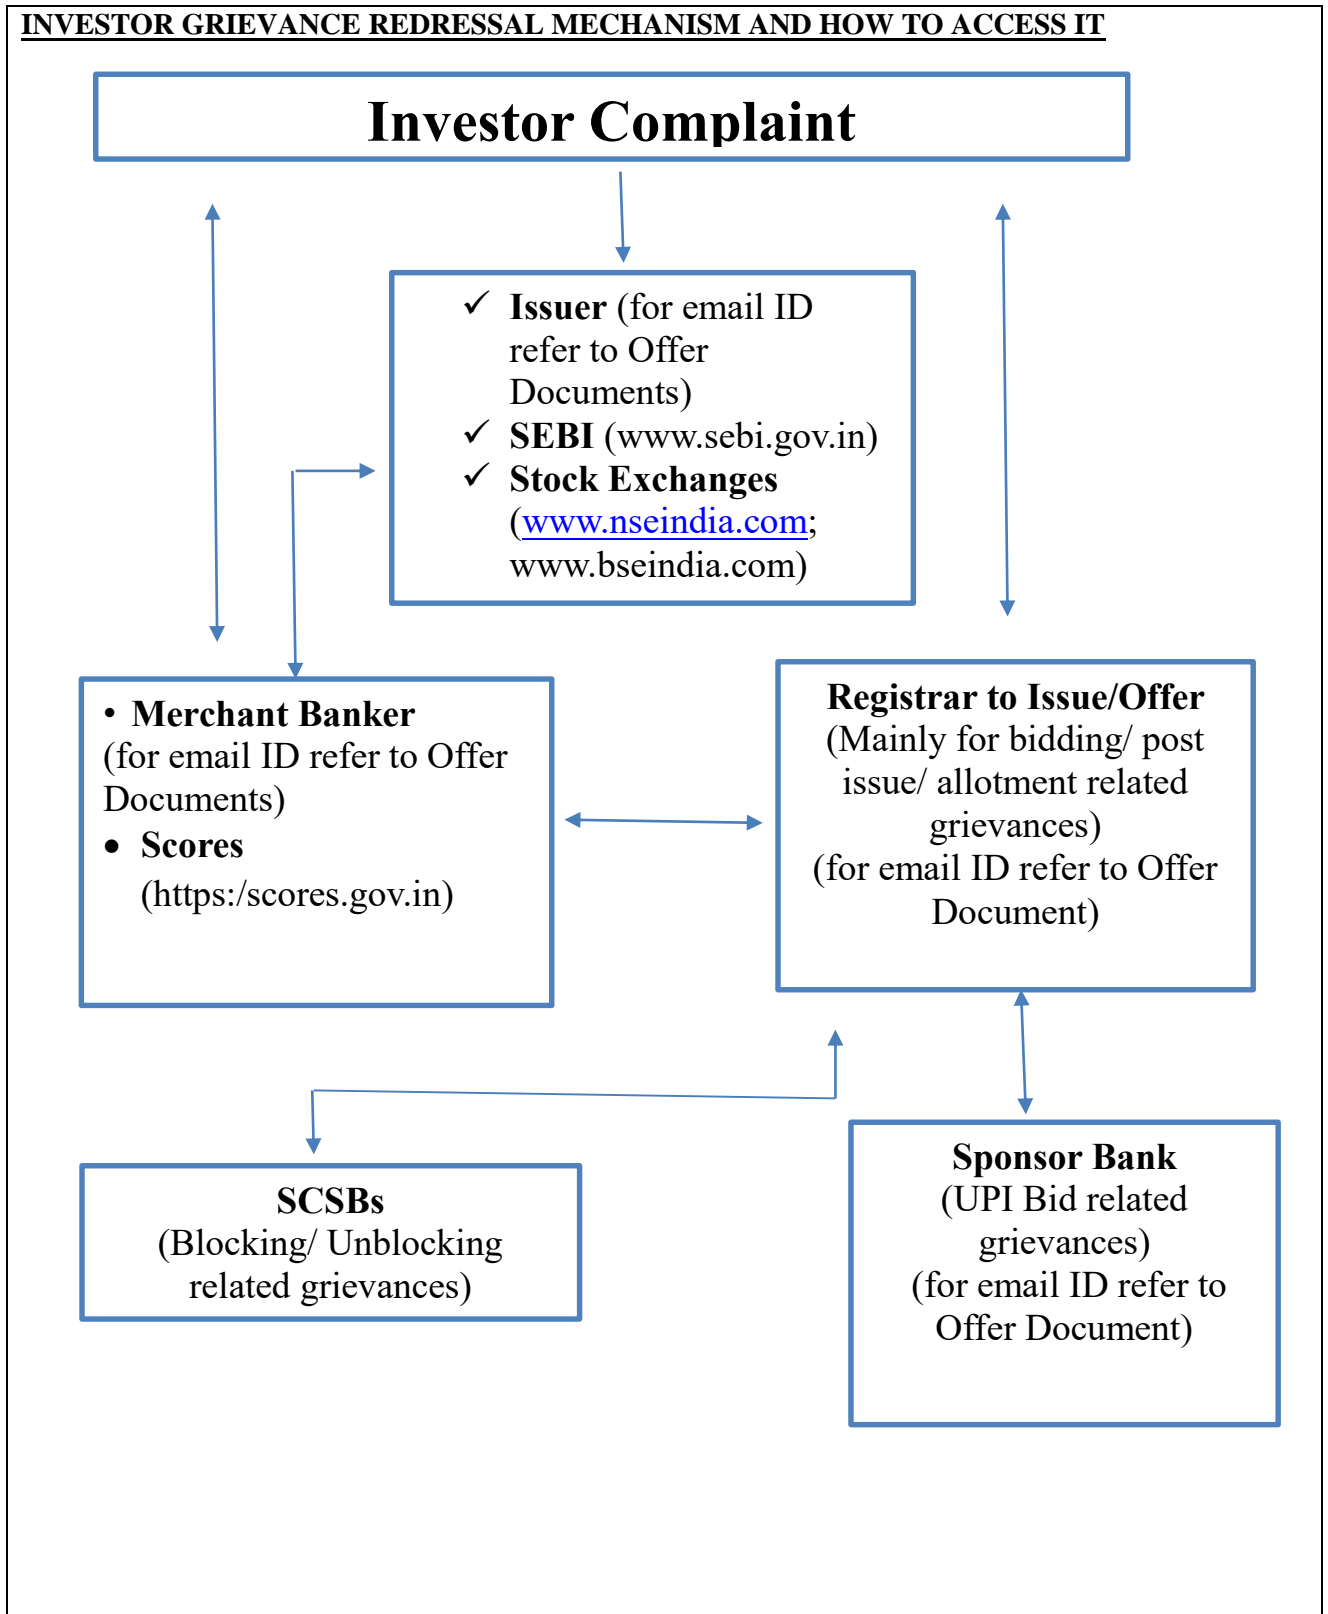 INVESTOR GRIEVANCE REDRESSAL MECHANISM AND HOW TO ACCESS IT
Investor Complaint
✓ Issuer (for email ID
refer to Offer
Documents)
✓ SEBI (www.sebi.gov.in)
✓ Stock Exchanges
(www.nseindia.com;
www.bseindia.com)
• Merchant Banker
(for email ID refer to Offer
Documents)
• Scores
(https:/scores.gov.in)
Registrar to Issue/Offer
(Mainly for bidding/ post
issue/ allotment related
grievances)
(for email ID refer to Offer
Document)
SCSBs
(Blocking/ Unblocking
related grievances)
Sponsor Bank
(UPI Bid related
grievances)
(for email ID refer to
Offer Document)